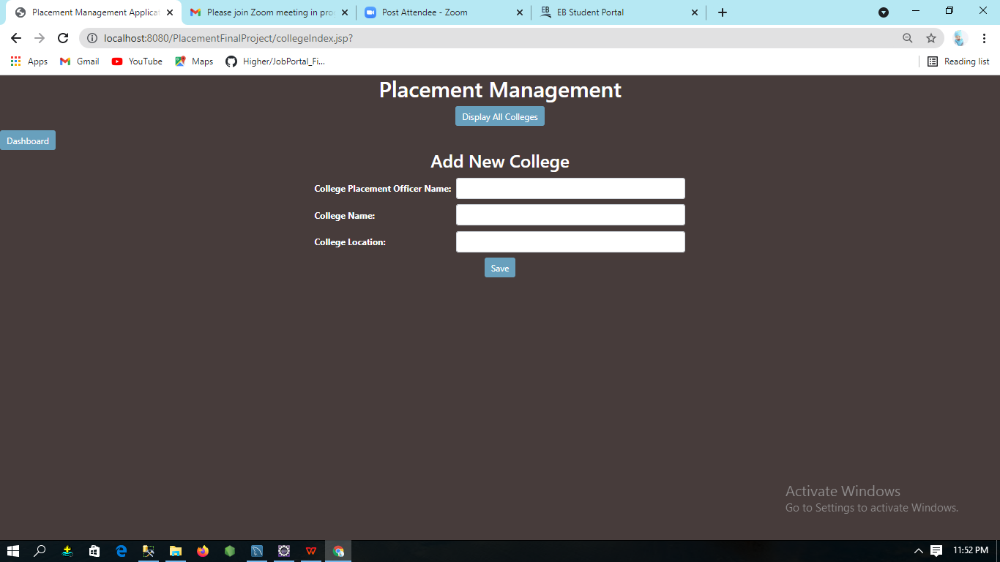 Placement Management Applica
Please join Zoom meeting in pro
Post Attendee - Zoom
EB
EB Student Portal
localhost:8080/PlacementFinalProject/collegeIndex.jsp?
Apps
Gmail
YouTube
Maps
Higher/JobPortal_Fi...
Reading list
Placement Management
Display All Colleges
Dashboard
Add New College
College Placement Officer Name:
College Name:
College Location:
Save
Activate Windows
Go to Settings to activate Windows.
11:52 PM